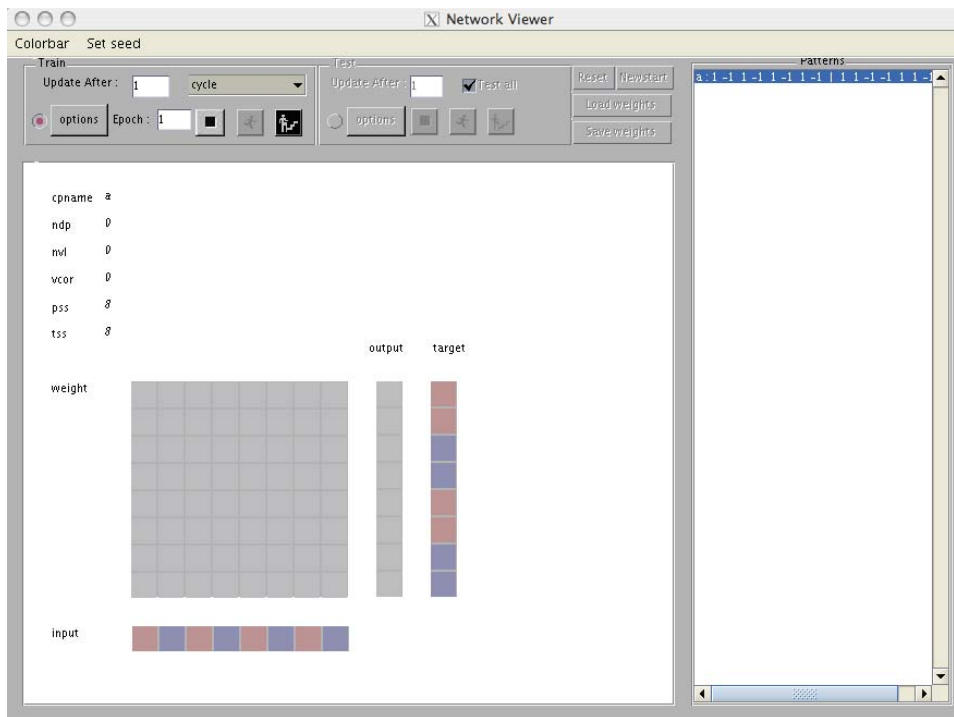 Network Viewer
Colorbar Set seed
Train
Update After : 1 cycle
options Epoch : 1
Test
Update After : 1 Test all
options
Reset Newstart
Load weights
Save weights
Patterns
a : 1 -1 1 -1 1 -1 1 -1 | 1 1 -1 -1 1 1 -1
cpname a
ndp 0
nvl 0
vcor 0
pss 8
tss 8
output target
weight
input